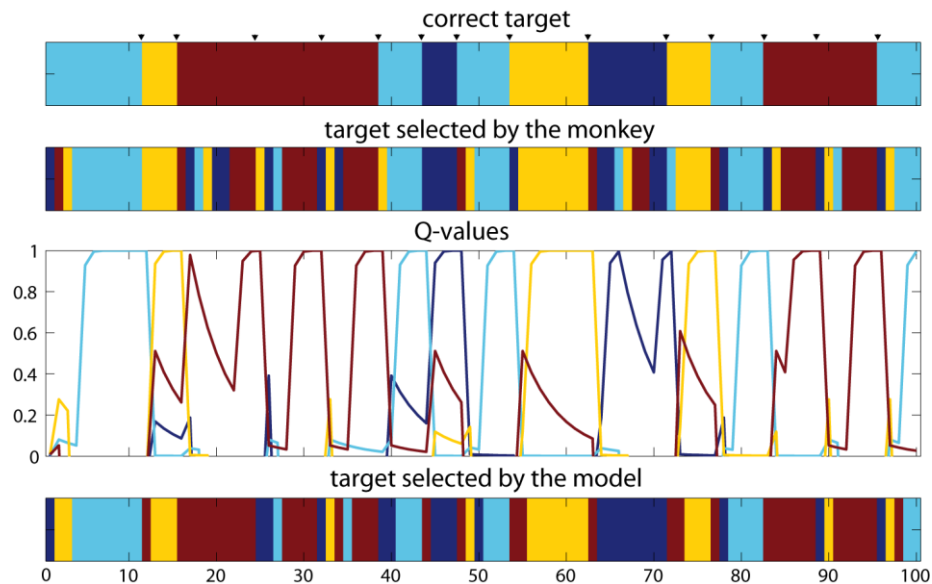 correct target
target selected by the monkey
Q-values
1
0.8
0.6
0.4
0.2
0
target selected by the model
0 10 20 30 40 50 60 70 80 90 100